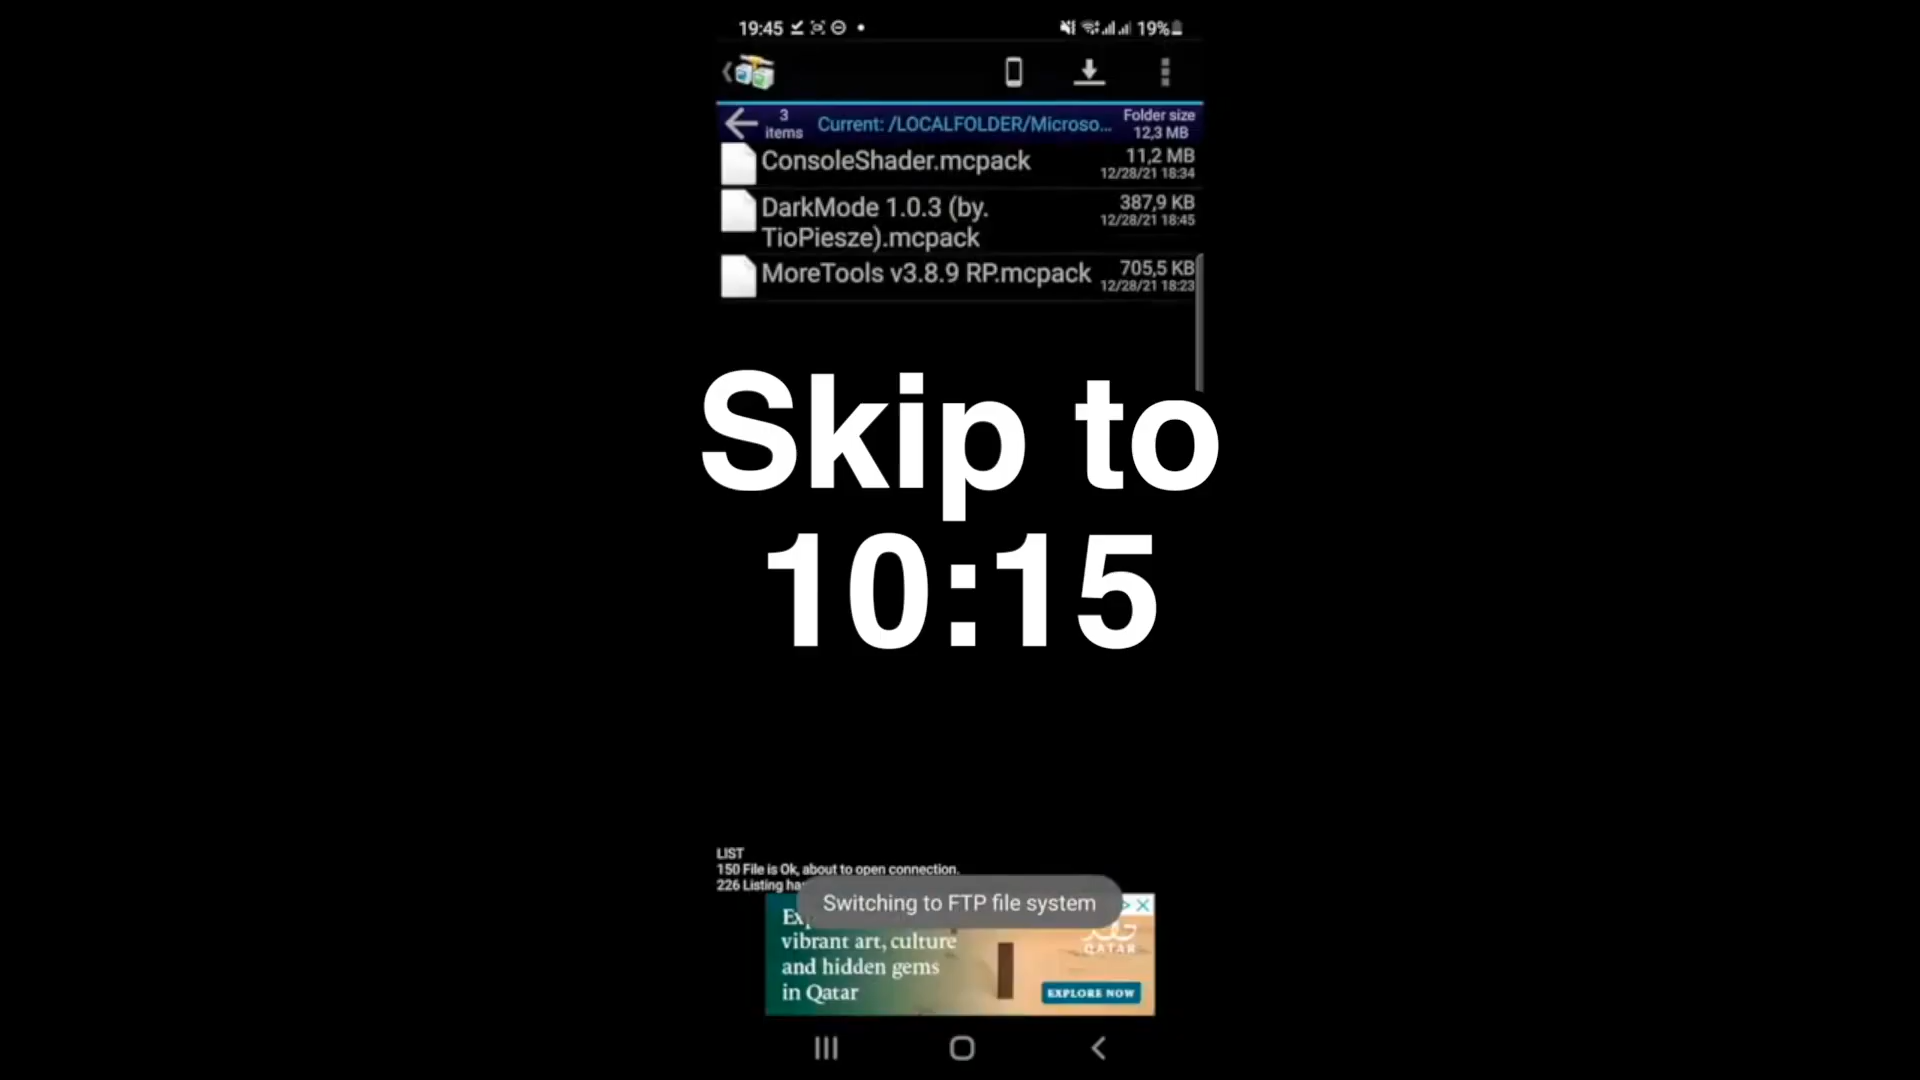 19:45
19%
3
items
Current: /LOCALFOLDER/Microso...
Folder size
12,3 MB
ConsoleShader.mcpack
11,2 MB
12/28/21 18:34
DarkMode 1.0.3 (by.
TioPiesze).mcpack
387,9 KB
12/28/21 18:45
MoreTools v3.8.9 RP.mcpack
705,5 KB
12/28/21 18:23
Skip to
10:15
LIST
150 File is Ok, about to open connection.
226 Listing ha
Switching to FTP file system
vibrant art, culture
and hidden gems
in Qatar
QATAR
EXPLORE NOW